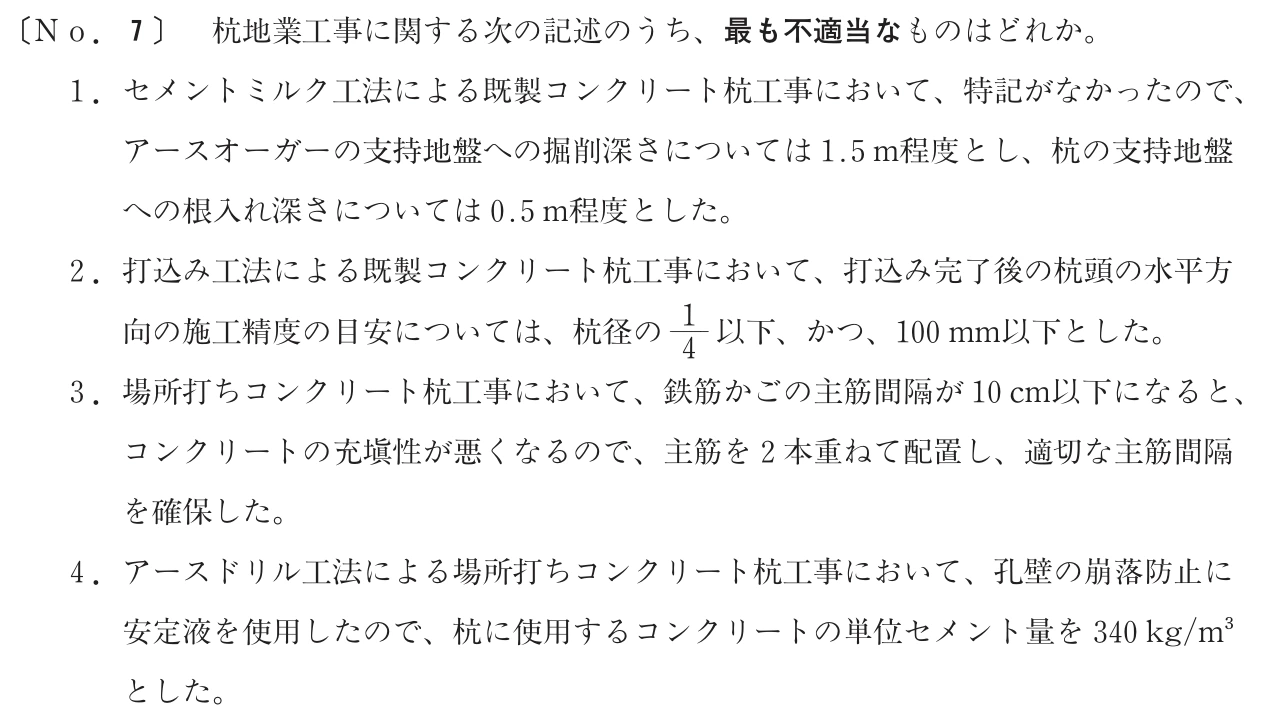 〔Ｎｏ．７〕　杭地業工事に関する次の記述のうち、最も不適当なものはどれか。
1．セメントミルク工法による既製コンクリート杭工事において、特記がなかったので、
アースオーガーの支持地盤への掘削深さについては 1.5 m程度とし、杭の支持地盤
への根入れ深さについては 0.5 m程度とした。
2．打込み工法による既製コンクリート杭工事において、打込み完了後の杭頭の水平方
向の施工精度の目安については、杭径の 1/4 以下、かつ、100 mm以下とした。
3．場所打ちコンクリート杭工事において、鉄筋かごの主筋間隔が 10 cm以下になると、
コンクリートの充塡性が悪くなるので、主筋を 2 本重ねて配置し、適切な主筋間隔
を確保した。
4．アースドリル工法による場所打ちコンクリート杭工事において、孔壁の崩落防止に
安定液を使用したので、杭に使用するコンクリートの単位セメント量を 340 kg/m³
とした。